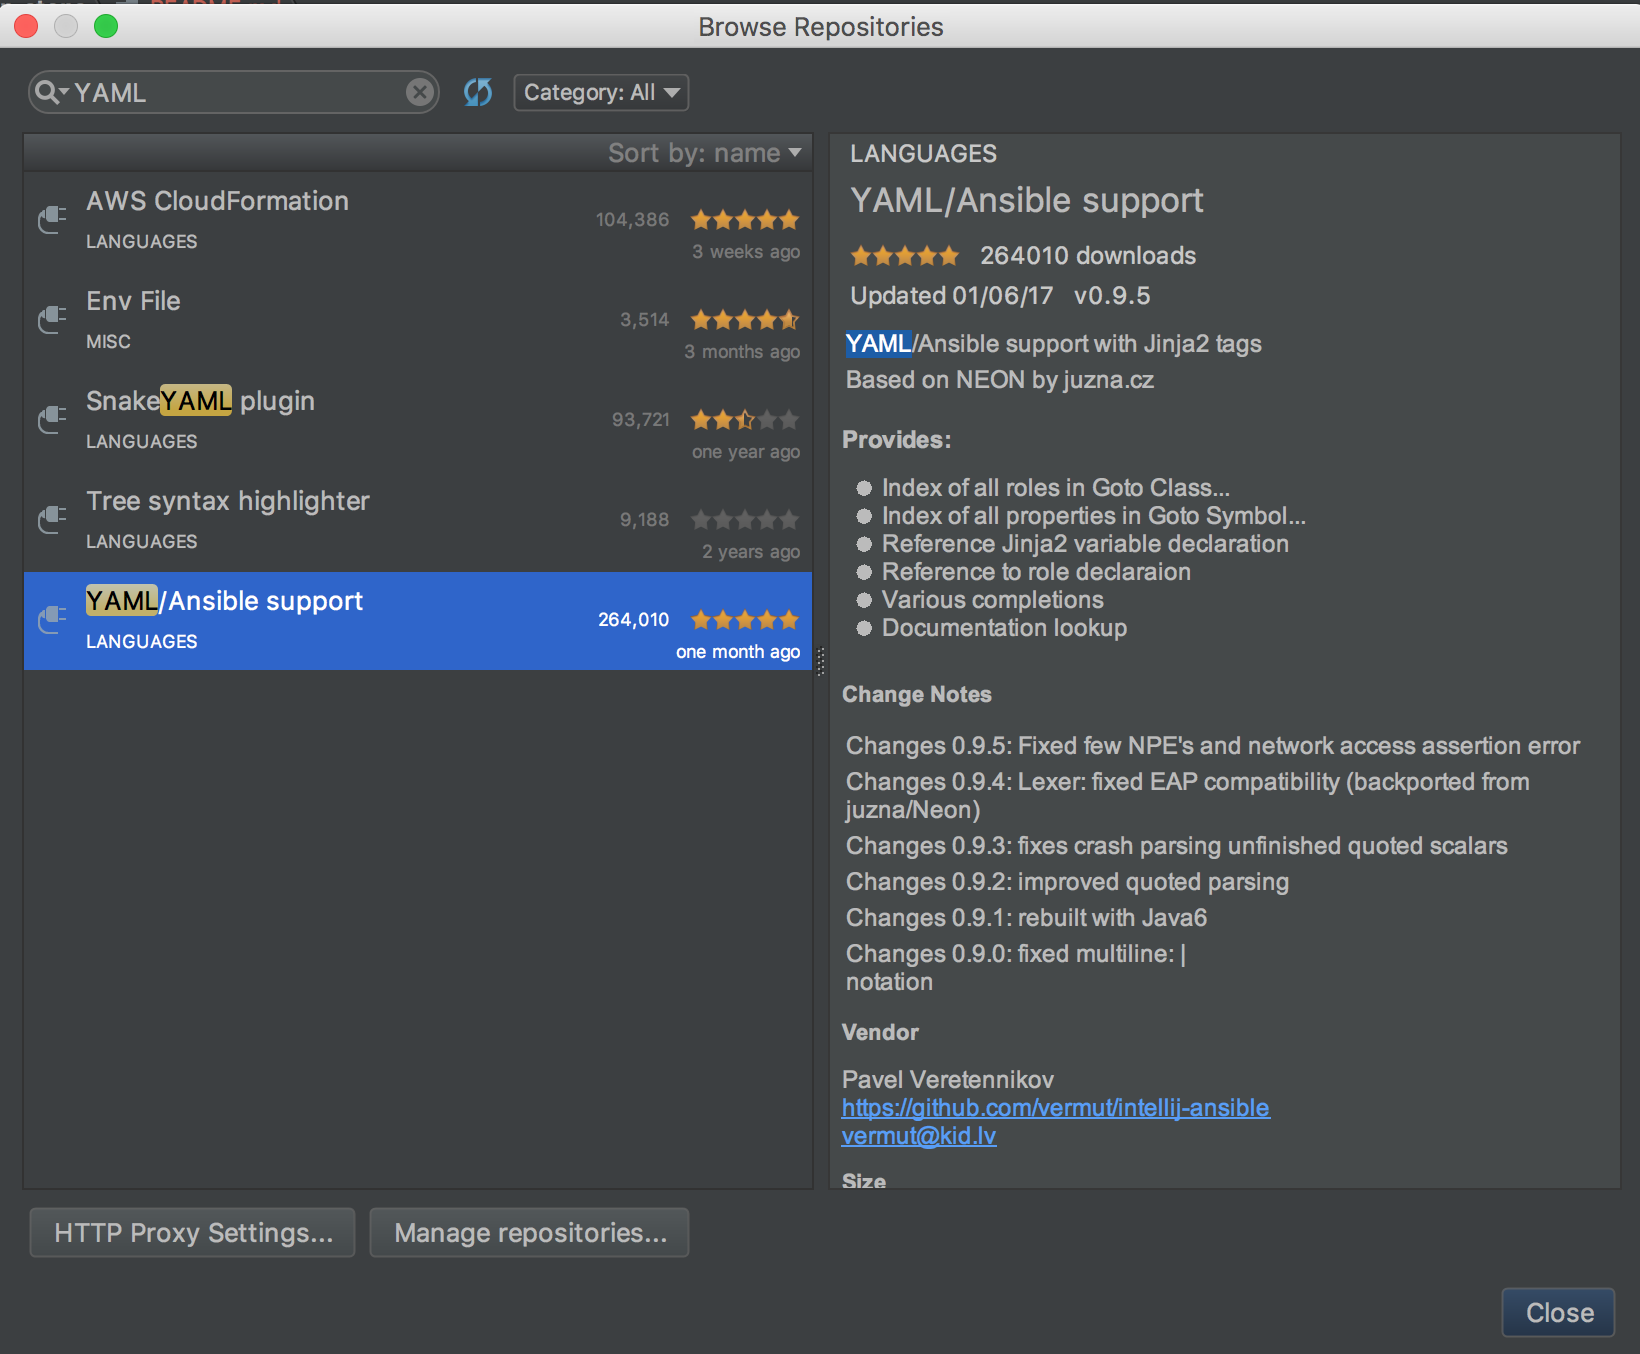 Browse Repositories
YAML
Category: All
Sort by: name
AWS CloudFormation
LANGUAGES
104,386
3 weeks ago
Env File
MISC
3,514
3 months ago
SnakeYAML plugin
LANGUAGES
93,721
one year ago
Tree syntax highlighter
LANGUAGES
9,188
2 years ago
YAML/Ansible support
LANGUAGES
264,010
one month ago
LANGUAGES
YAML/Ansible support
264010 downloads
Updated 01/06/17 v0.9.5
YAML/Ansible support with Jinja2 tags
Based on NEON by juzna.cz
Provides:
Index of all roles in Goto Class...
Index of all properties in Goto Symbol...
Reference Jinja2 variable declaration
Reference to role declaraion
Various completions
Documentation lookup
Change Notes
Changes 0.9.5: Fixed few NPE's and network access assertion error
Changes 0.9.4: Lexer: fixed EAP compatibility (backported from
juzna/Neon)
Changes 0.9.3: fixes crash parsing unfinished quoted scalars
Changes 0.9.2: improved quoted parsing
Changes 0.9.1: rebuilt with Java6
Changes 0.9.0: fixed multiline: |
notation
Vendor
Pavel Veretennikov
https://github.com/vermut/intellij-ansible
vermut@kid.lv
Size
HTTP Proxy Settings...
Manage repositories...
Close